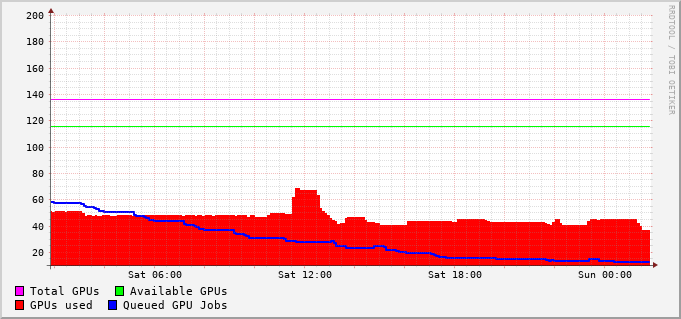 200
180
160
140
120
100
80
60
40
20
Sat 06:00 Sat 12:00 Sat 18:00 Sun 00:00
Total GPUs Available GPUs
GPUs used Queued GPU Jobs
RRDTOOL / TOBI OETIKER